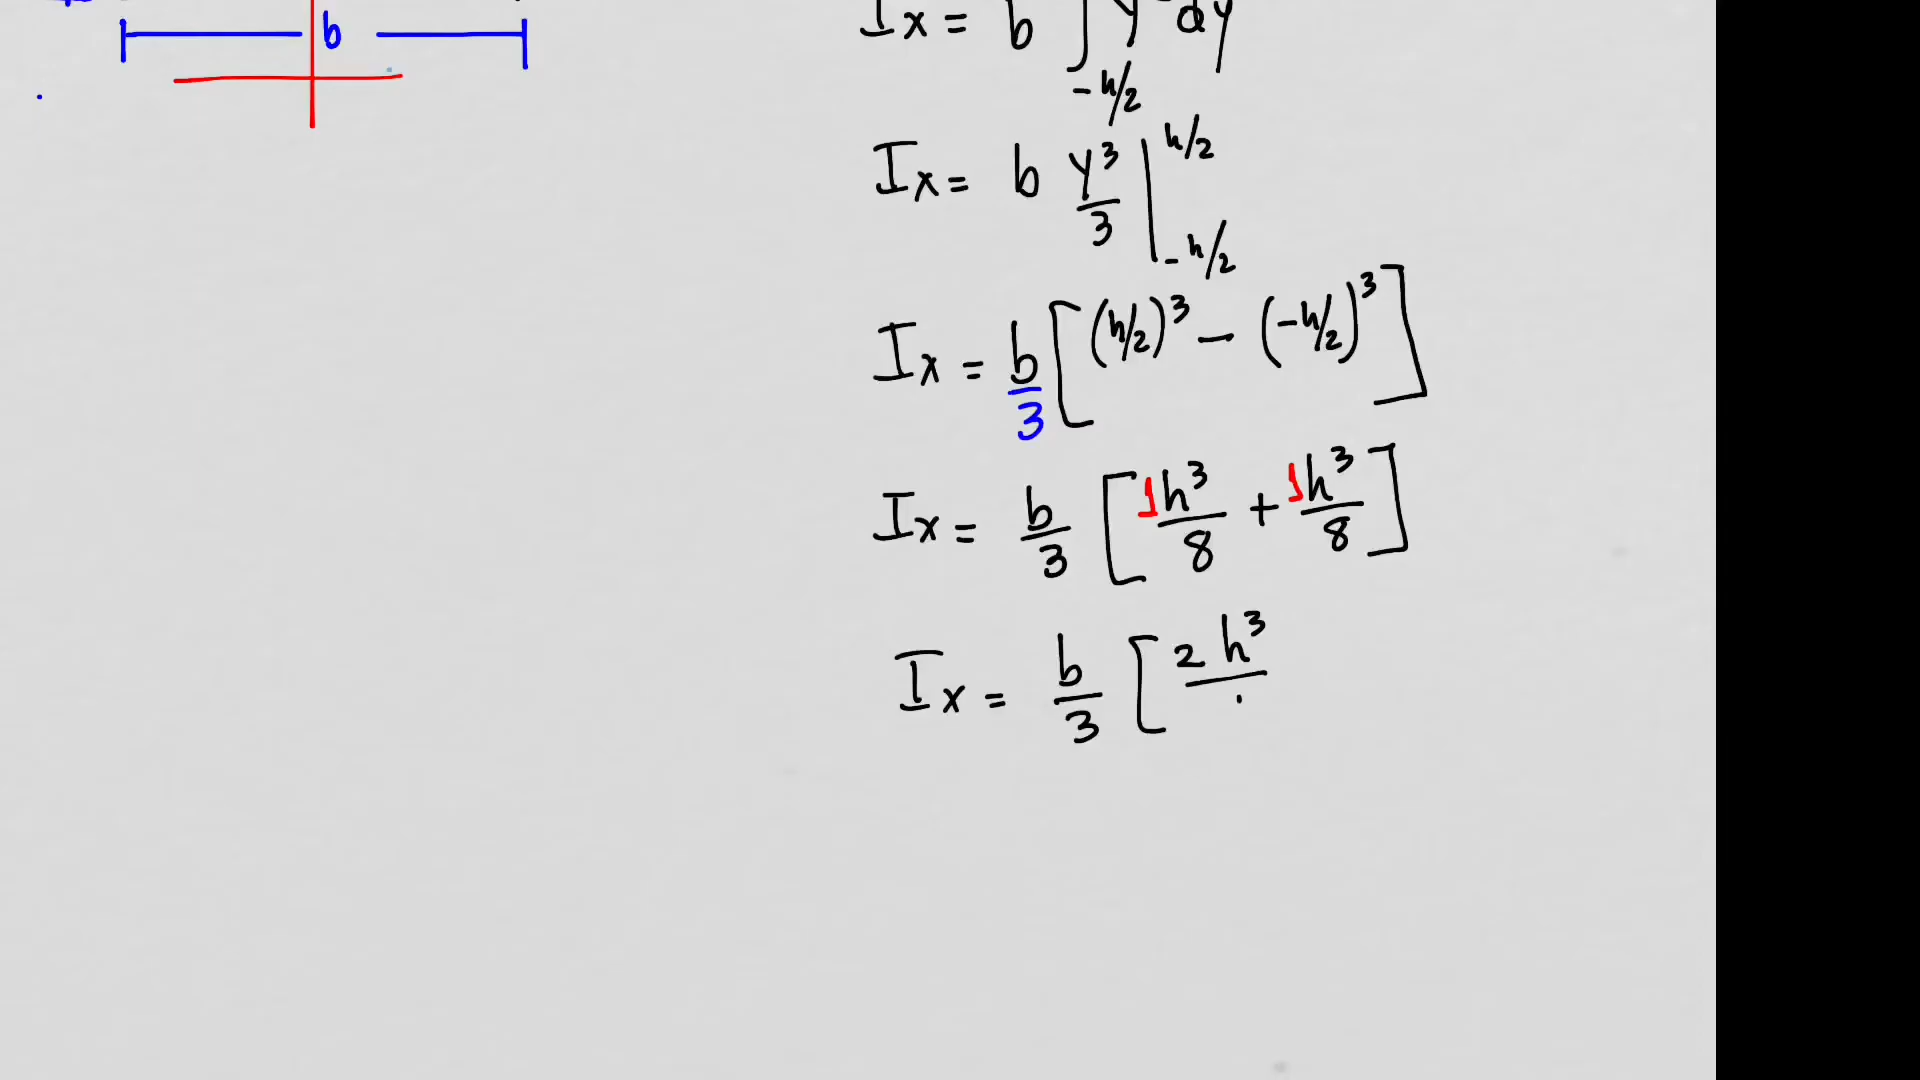 b
Ix = b ∫ y dy
-h/2
Ix = b y³/3 | h/2
-h/2
Ix = b/3 [(h/2)³ - (-h/2)³]
Ix = b/3 [1h³/8 + 1h³/8]
Ix = b/3 [2h³